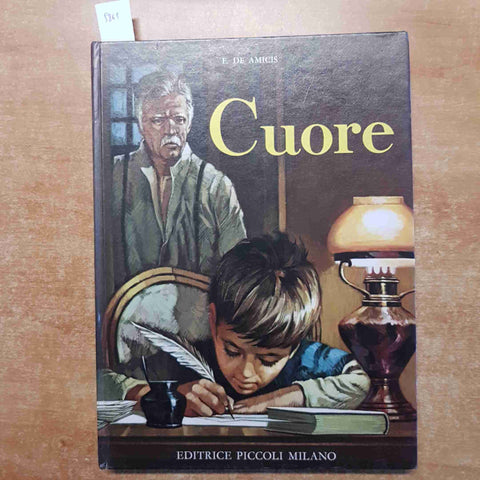 E. DE AMICIS
Cuore
EDITRICE PICCOLI MILANO